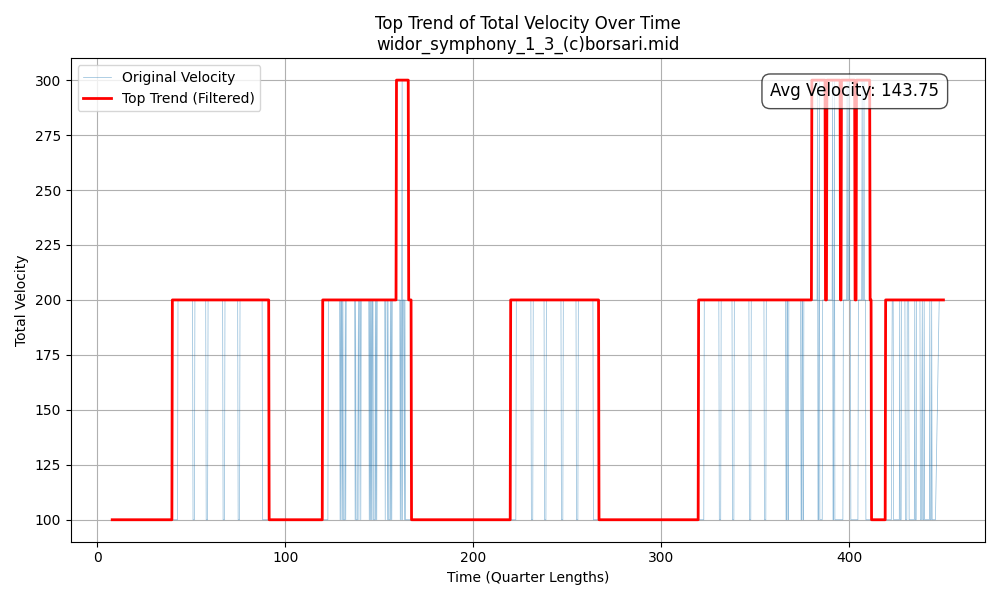 Top Trend of Total Velocity Over Time
widor_symphony_1_3_(c)borsari.mid
Original Velocity
Top Trend (Filtered)
Avg Velocity: 143.75
Total Velocity
300
275
250
225
200
175
150
125
100
0 100 200 300 400
Time (Quarter Lengths)